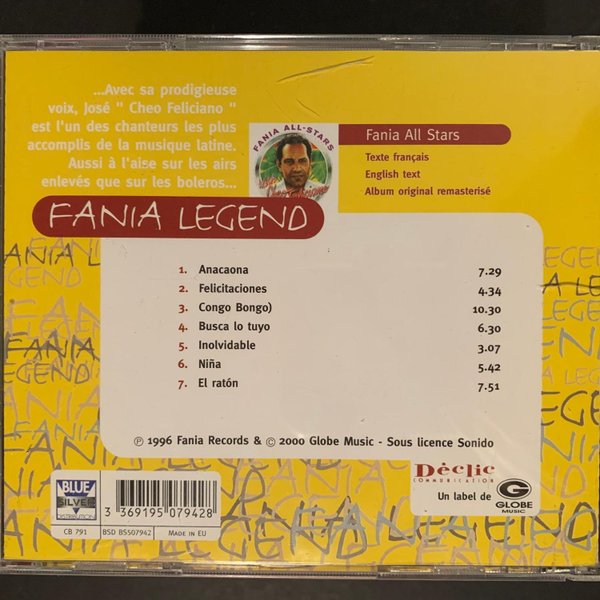 ...Avec sa prodigieuse
voix, José " Cheo Feliciano "
est l'un des chanteurs les plus
accomplis de la musique latine.
Aussi à l'aise sur les airs
enlevés que sur les boleros...
FANIA ALL-STARS
Fania All Stars
Texte français
English text
Album original remasterisé
FANIA LEGEND
1. Anacaona 7.29
2. Felicitaciones 4.34
3. Congo Bongo) 10.30
4. Busca lo tuyo 6.30
5. Inolvidable 3.07
6. Niña 5.42
7. El ratón 7.51
℗ 1996 Fania Records & © 2000 Globe Music - Sous licence Sonido
Déclic
COMMUNICATION
Un label de
GLOBE
MUSIC
BLUE
SILVER
DISTRIBUTION
3 369195 079428
CB 791
BSD BS507942
MADE IN EU